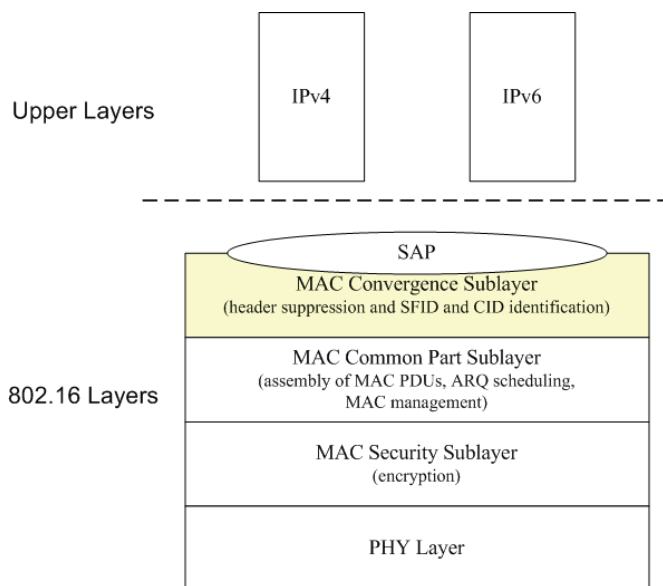 IPv4
IPv6
Upper Layers
SAP
MAC Convergence Sublayer
(header suppression and SFID and CID identification)
MAC Common Part Sublayer
(assembly of MAC PDUs, ARQ scheduling,
MAC management)
802.16 Layers
MAC Security Sublayer
(encryption)
PHY Layer